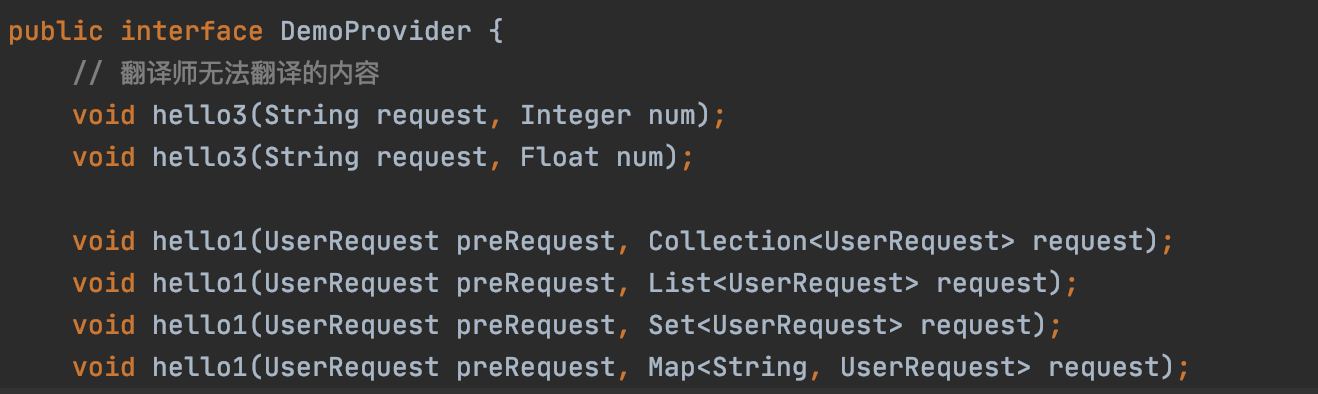 public interface DemoProvider {
// 翻译师无法翻译的内容
void hello3(String request, Integer num);
void hello3(String request, Float num);
void hello1(UserRequest preRequest, Collection<UserRequest> request);
void hello1(UserRequest preRequest, List<UserRequest> request);
void hello1(UserRequest preRequest, Set<UserRequest> request);
void hello1(UserRequest preRequest, Map<String, UserRequest> request);